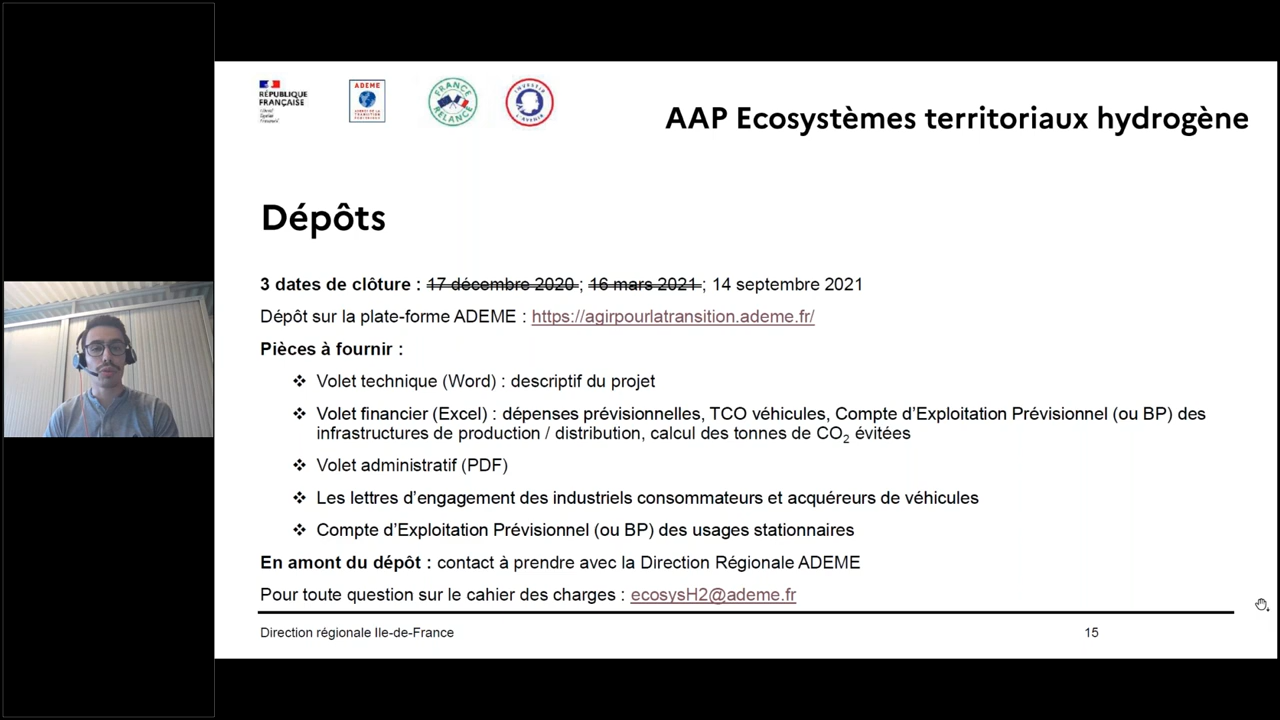 RÉPUBLIQUE
FRANÇAISE
Liberté
Égalité
Fraternité
ADEME
FRANCE
RELANCE
AAP Ecosystèmes territoriaux hydrogène
Dépôts
3 dates de clôture : 17 décembre 2020 ; 16 mars 2021 ; 14 septembre 2021
Dépôt sur la plate-forme ADEME : https://agirpourlatransition.ademe.fr/
Pièces à fournir :
❖ Volet technique (Word) : descriptif du projet
❖ Volet financier (Excel) : dépenses prévisionnelles, TCO véhicules, Compte d’Exploitation Prévisionnel (ou BP) des
infrastructures de production / distribution, calcul des tonnes de CO2 évitées
❖ Volet administratif (PDF)
❖ Les lettres d’engagement des industriels consommateurs et acquéreurs de véhicules
❖ Compte d’Exploitation Prévisionnel (ou BP) des usages stationnaires
En amont du dépôt : contact à prendre avec la Direction Régionale ADEME
Pour toute question sur le cahier des charges : ecosysH2@ademe.fr
Direction régionale Ile-de-France
15